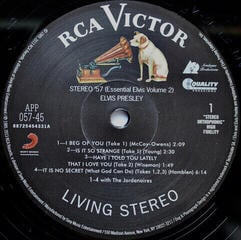 RCA VICTOR
QUALITY
STEREO '57 (Essential Elvis Volume 2)
ELVIS PRESLEY
APP
057-45
88725454331A
1
"STEREO
ORTHOPHONIC"
HIGH
FIDELITY
1—I BEG OF YOU (Take 1) (McCoy-Owens) 2:09
2—IS IT SO STRANGE (Take 1) (Young) 2:30
3—HAVE I TOLD YOU LATELY
THAT I LOVE YOU (Take 2) (Wiseman) 1:49
4—IT IS NO SECRET (What God Can Do) (Takes 1,2,3) (Hamblen) 6:14
1-4 with The Jordanaires
LIVING STEREO